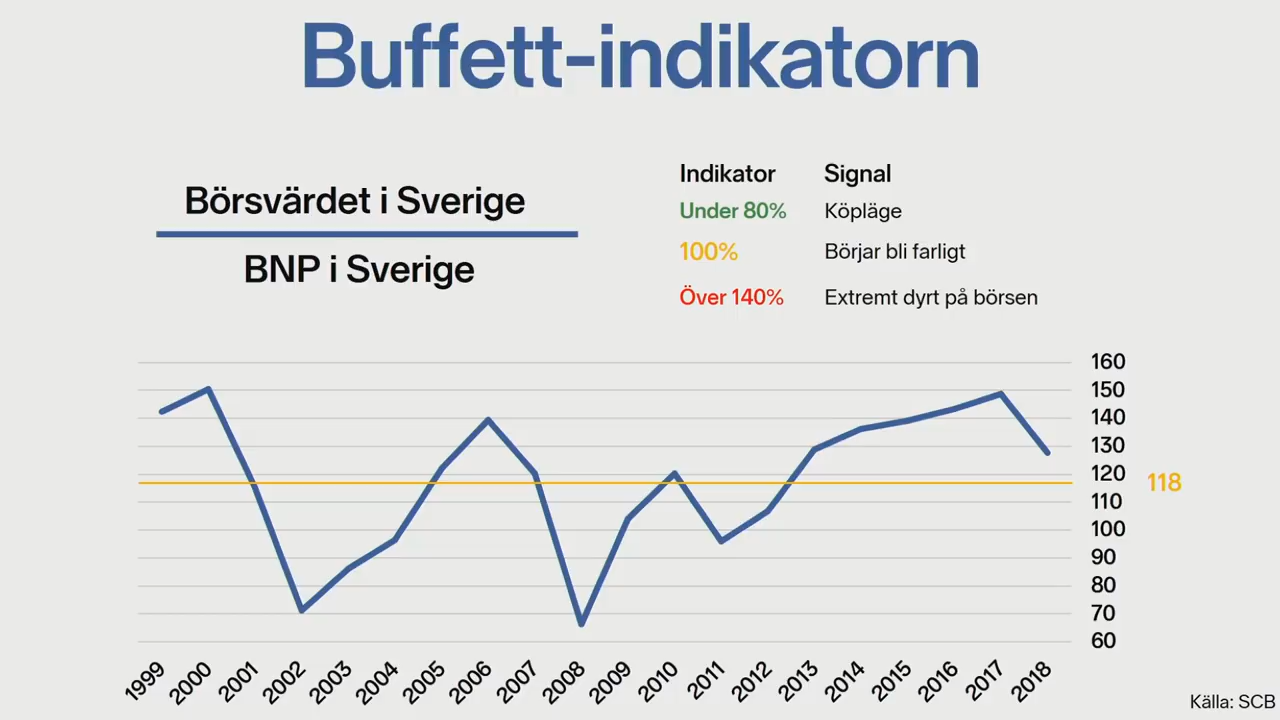 Buffett-indikatorn
Börsvärdet i Sverige
BNP i Sverige
Indikator Signal
Under 80% Köpläge
100% Börjar bli farligt
Över 140% Extremt dyrt på börsen
160
150
140
130
120
118
110
100
90
80
70
60
1999 2000 2001 2002 2003 2004 2005 2006 2007 2008 2009 2010 2011 2012 2013 2014 2015 2016 2017 2018
Källa: SCB